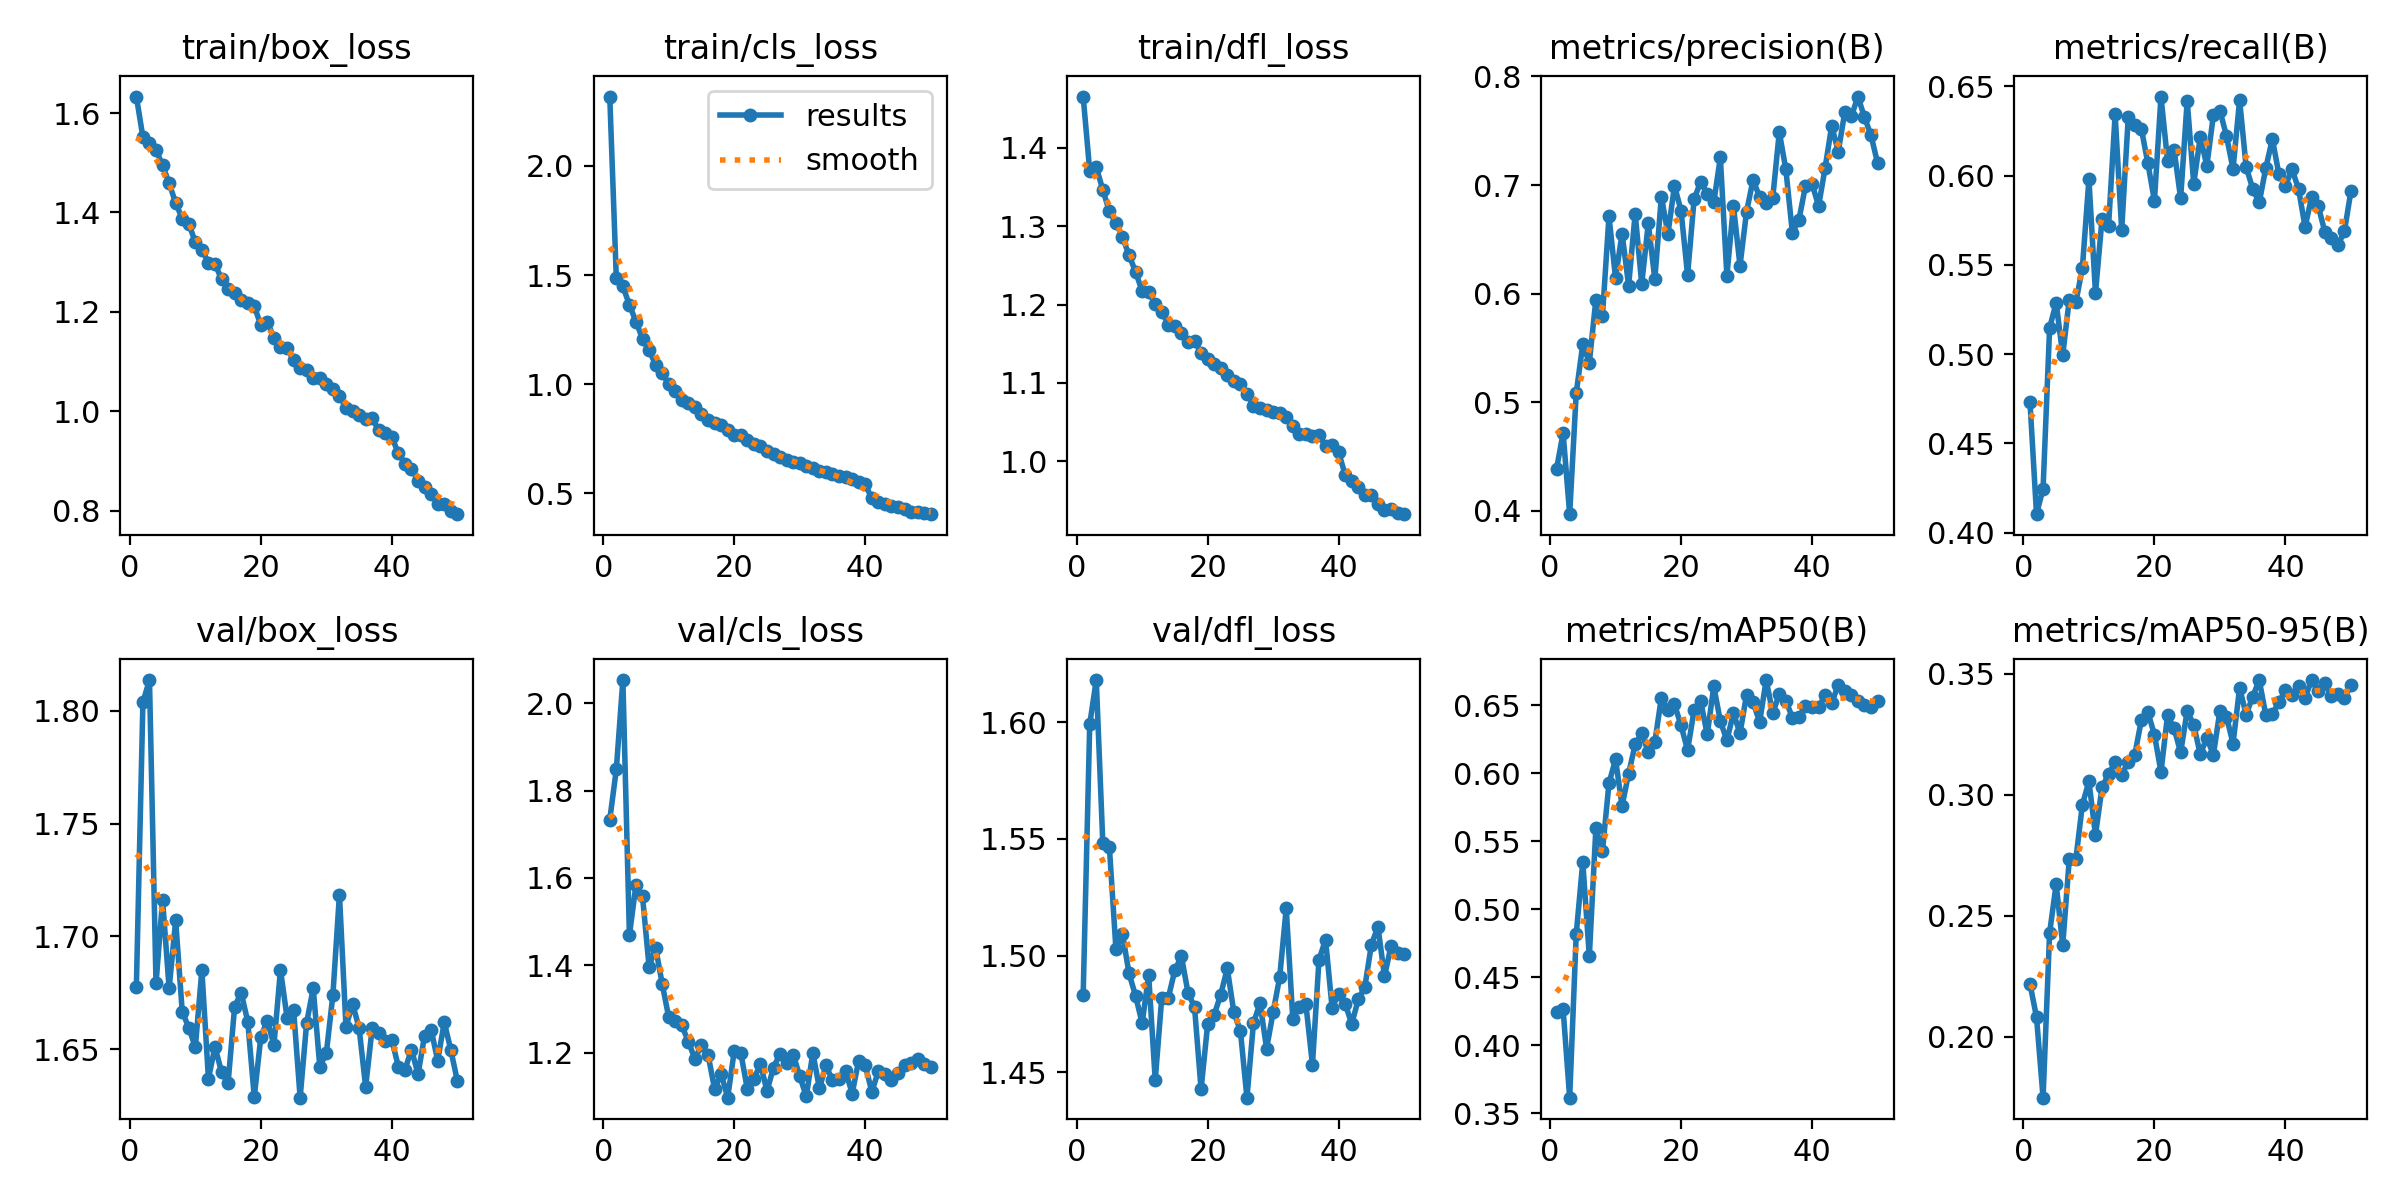 train/box_loss
1.6
1.4
1.2
1.0
0.8
0 20 40
train/cls_loss
results
smooth
2.0
1.5
1.0
0.5
0 20 40
train/dfl_loss
1.4
1.3
1.2
1.1
1.0
0 20 40
metrics/precision(B)
0.8
0.7
0.6
0.5
0.4
0 20 40
metrics/recall(B)
0.65
0.60
0.55
0.50
0.45
0.40
0 20 40
val/box_loss
1.80
1.75
1.70
1.65
0 20 40
val/cls_loss
2.0
1.8
1.6
1.4
1.2
0 20 40
val/dfl_loss
1.60
1.55
1.50
1.45
0 20 40
metrics/mAP50(B)
0.65
0.60
0.55
0.50
0.45
0.40
0.35
0 20 40
metrics/mAP50-95(B)
0.35
0.30
0.25
0.20
0 20 40